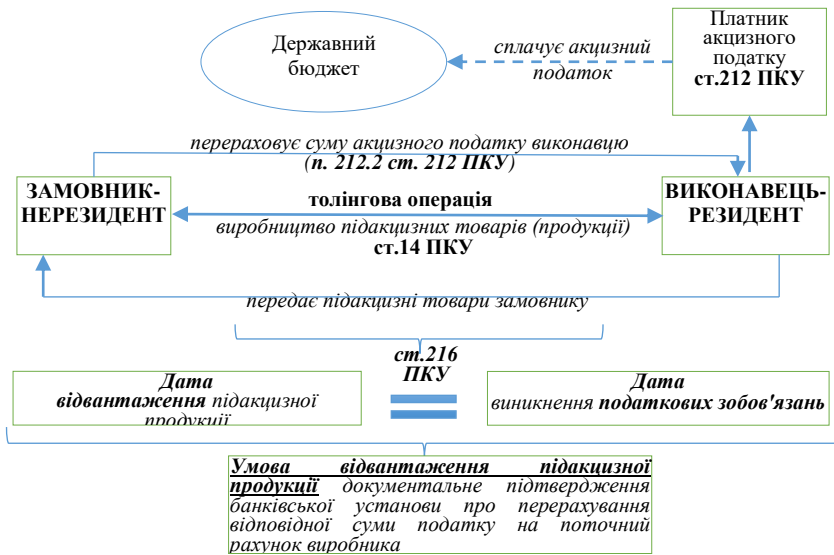 Державний
бюджет
сплачує акцизний
податок
Платник
акцизного
податку
ст.212 ПКУ
перераховує суму акцизного податку виконавцю
(п. 212.2 ст. 212 ПКУ)
ЗАМОВНИК-
НЕРЕЗИДЕНТ
толінгова операція
виробництво підакцизних товарів (продукції)
ст.14 ПКУ
ВИКОНАВЕЦЬ-
РЕЗИДЕНТ
передає підакцизні товари замовнику
ст.216
ПКУ
Дата
відвантаження підакцизної
продукції
Дата
виникнення податкових зобов'язань
Умова відвантаження підакцизної
продукції документальне підтвердження
банківської установи про перерахування
відповідної суми податку на поточний
рахунок виробника